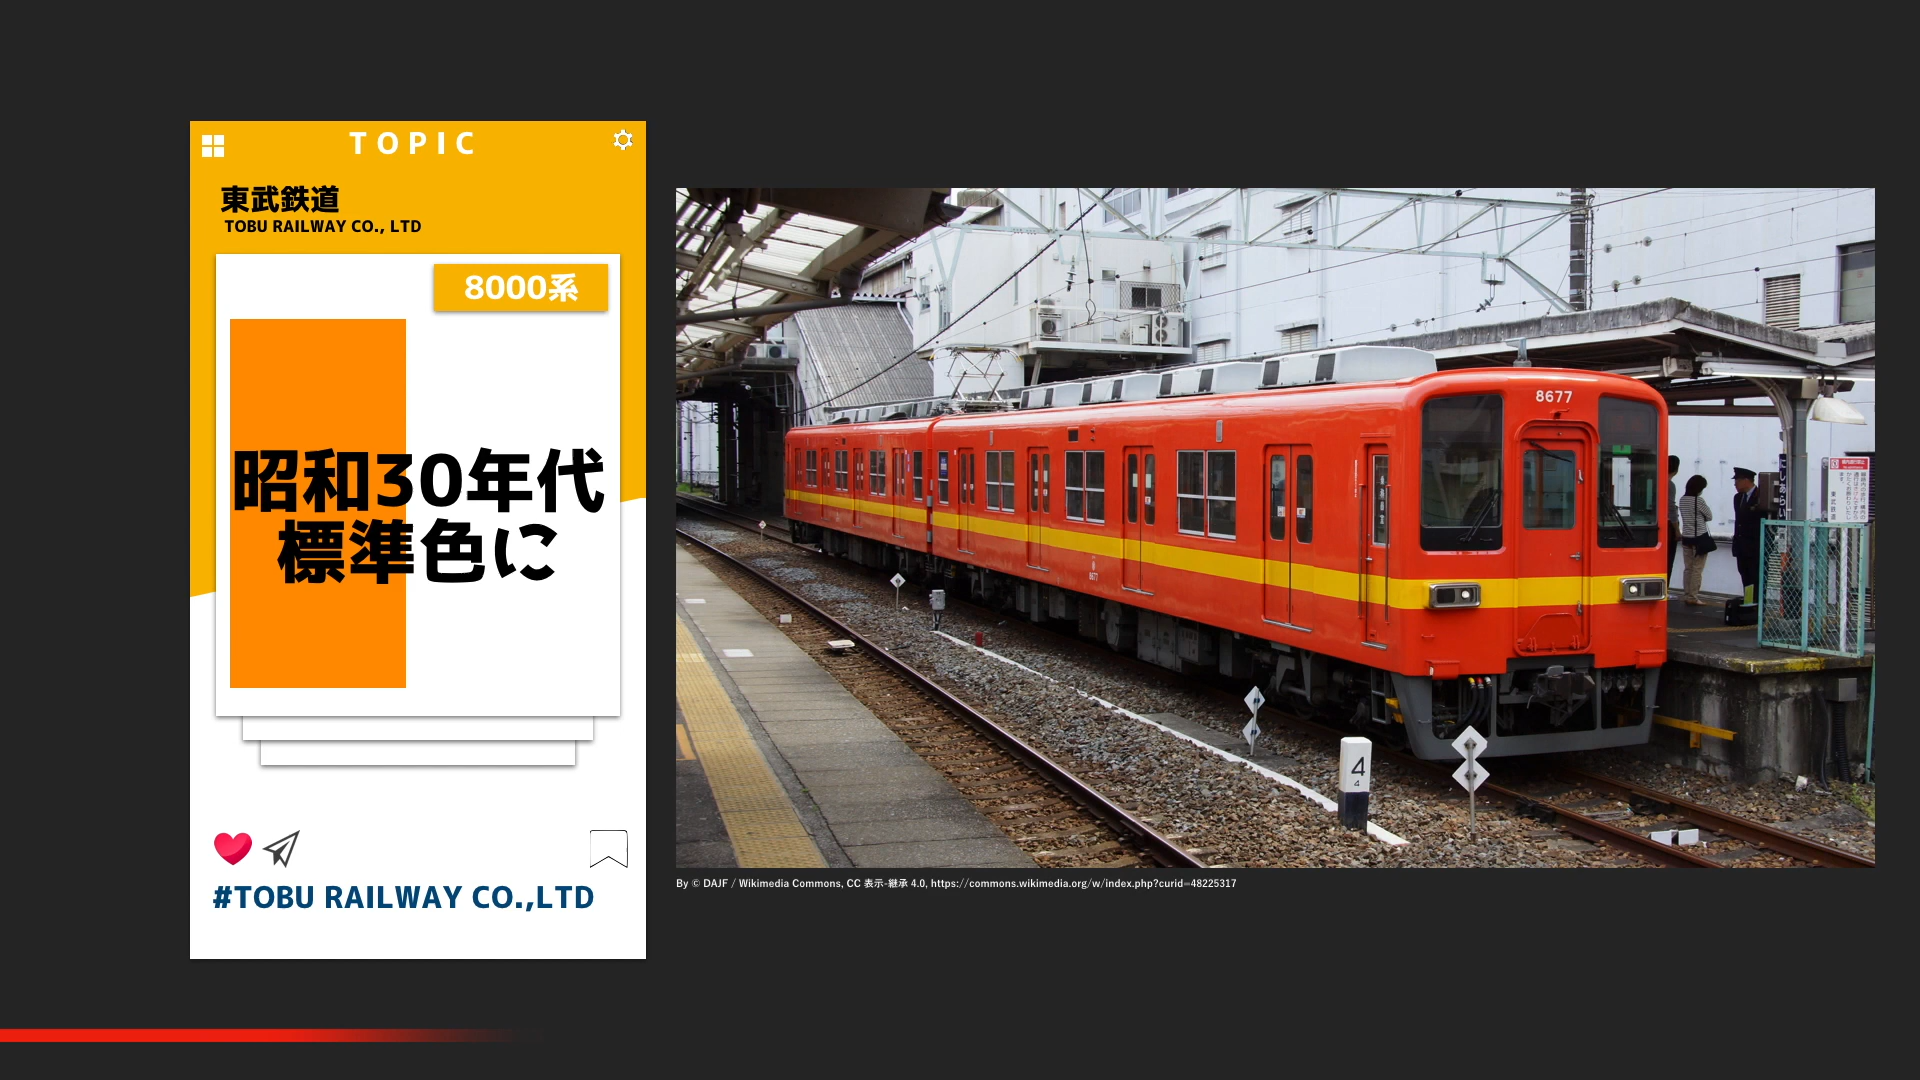 TOPIC
東武鉄道
TOBU RAILWAY CO., LTD
8000系
昭和30年代
標準色に
#TOBU RAILWAY CO.,LTD
8677
8677
4
4
By © DAJF / Wikimedia Commons, CC 表示-継承 4.0, https://commons.wikimedia.org/w/index.php?curid=48225317